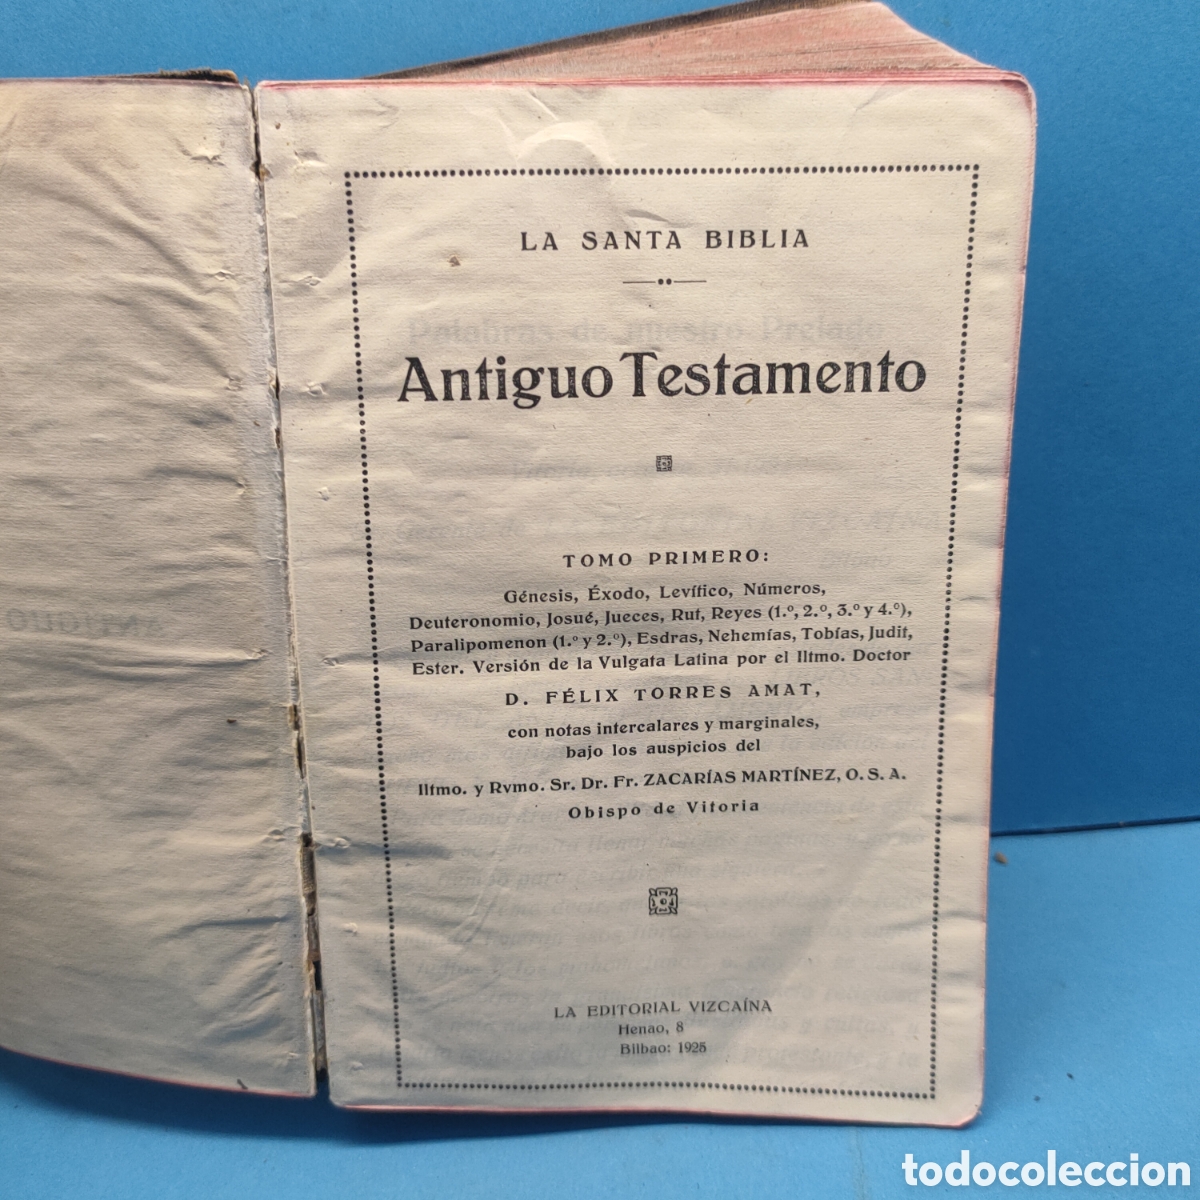 LA SANTA BIBLIA
Antiguo Testamento
TOMO PRIMERO:
Génesis, Éxodo, Levítico, Números,
Deuteronomio, Josué, Jueces, Rut, Reyes (1.º, 2.º, 3.º y 4.º),
Paralipomenon (1.º y 2.º), Esdras, Nehemías, Tobías, Judit,
Ester. Versión de la Vulgata Latina por el Iltmo. Doctor
D. FÉLIX TORRES AMAT,
con notas intercalares y marginales,
bajo los auspicios del
Iltmo. y Rvmo. Sr. Dr. Fr. ZACARÍAS MARTÍNEZ, O. S. A.
Obispo de Vitoria
LA EDITORIAL VIZCAÍNA
Henao, 8
Bilbao: 1925
todocoleccion